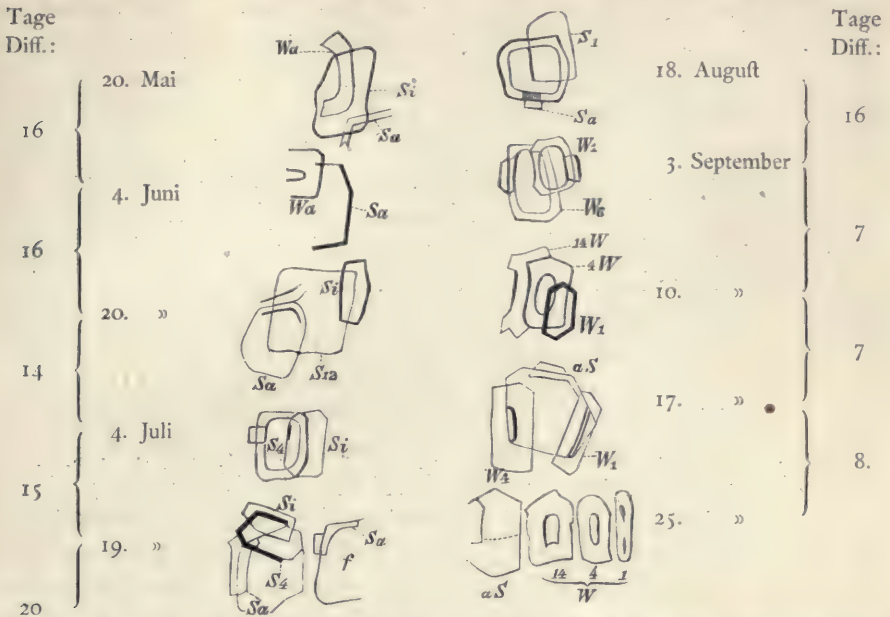 Tage
Diff.:
20. Mai
16
4. Juni
16
20. »
14
4. Juli
15
19. »
20
Wa
Si
Sa
Wa
Sa
Si
Sa
S12
S4
Si
Si
S4
Sa
Sa
f
S1
Sa
W2
W6
14W
4W
W1
aS
W4
W1
aS
14 4 1
W
Tage
Diff.:
18. Auguſt
16
3. September
7
10. »
7
17. »
8.
25. »